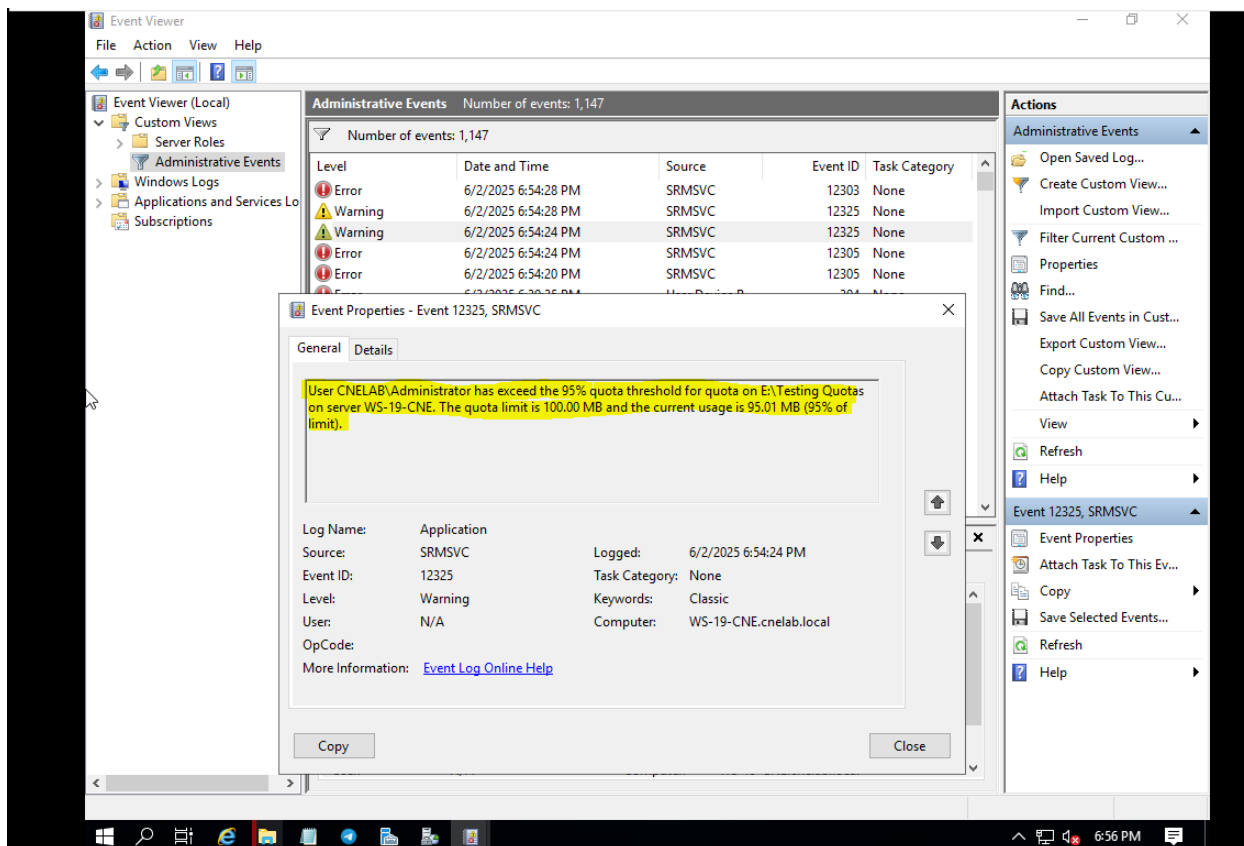 Event Viewer
File Action View Help
Event Viewer (Local)
Custom Views
Server Roles
Administrative Events
Windows Logs
Applications and Services Lo
Subscriptions
Administrative Events Number of events: 1,147
Number of events: 1,147
Level Date and Time Source Event ID Task Category
Error 6/2/2025 6:54:28 PM SRMSVC 12303 None
Warning 6/2/2025 6:54:28 PM SRMSVC 12325 None
Warning 6/2/2025 6:54:24 PM SRMSVC 12325 None
Error 6/2/2025 6:54:24 PM SRMSVC 12305 None
Error 6/2/2025 6:54:20 PM SRMSVC 12305 None
Event Properties - Event 12325, SRMSVC
General Details
User CNELAB\Administrator has exceed the 95% quota threshold for quota on E:\Testing Quotas
on server WS-19-CNE. The quota limit is 100.00 MB and the current usage is 95.01 MB (95% of
limit).
Log Name: Application
Source: SRMSVC Logged: 6/2/2025 6:54:24 PM
Event ID: 12325 Task Category: None
Level: Warning Keywords: Classic
User: N/A Computer: WS-19-CNE.cnelab.local
OpCode:
More Information: Event Log Online Help
Copy Close
Actions
Administrative Events
Open Saved Log...
Create Custom View...
Import Custom View...
Filter Current Custom ...
Properties
Find...
Save All Events in Cust...
Export Custom View...
Copy Custom View...
Attach Task To This Cu...
View
Refresh
Help
Event 12325, SRMSVC
Event Properties
Attach Task To This Ev...
Copy
Save Selected Events...
Refresh
Help
6:56 PM